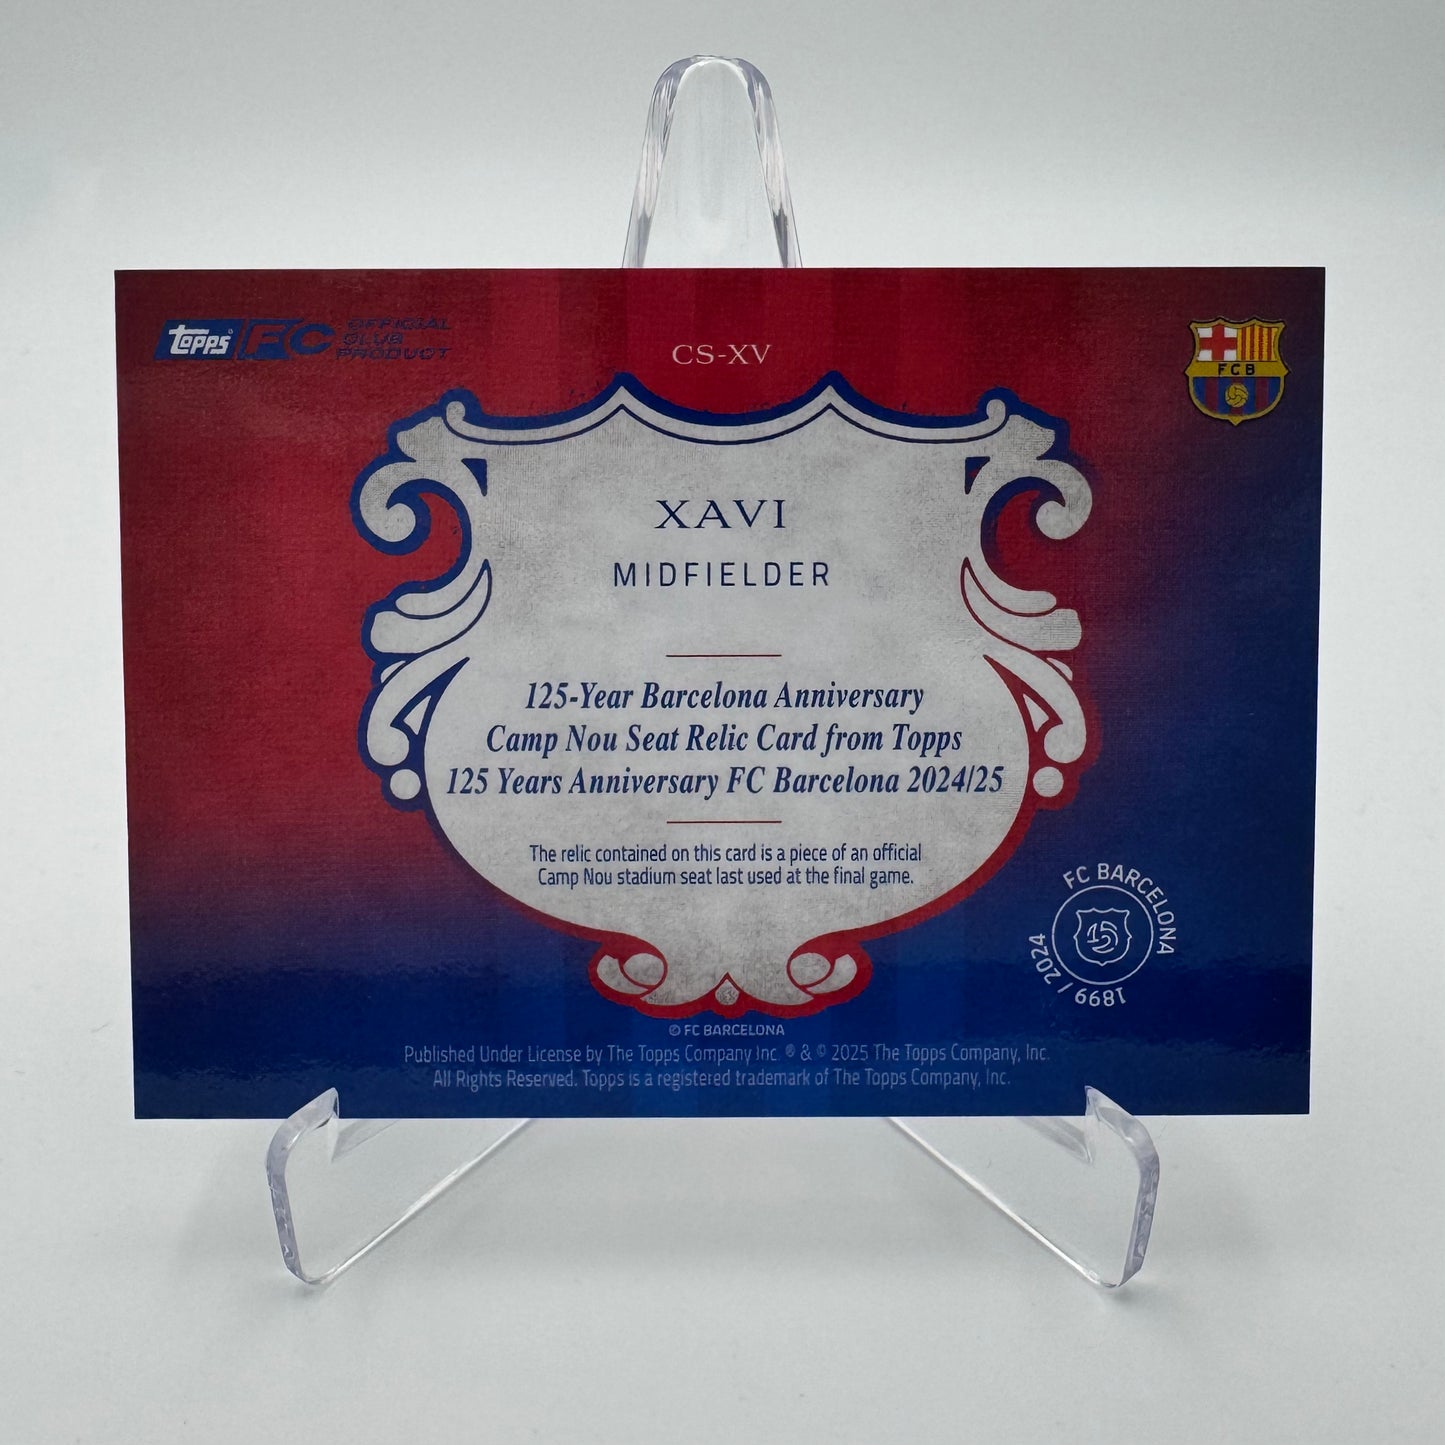 topps FC OFFICIAL
CLUB
PRODUCT
CS-XV
FCB
XAVI
MIDFIELDER
125-Year Barcelona Anniversary
Camp Nou Seat Relic Card from Topps
125 Years Anniversary FC Barcelona 2024/25
The relic contained on this card is a piece of an official
Camp Nou stadium seat last used at the final game.
FC BARCELONA
1899 / 2024
© FC BARCELONA
Published Under License by The Topps Company Inc. ® & © 2025 The Topps Company, Inc.
All Rights Reserved. Topps is a registered trademark of The Topps Company, Inc.